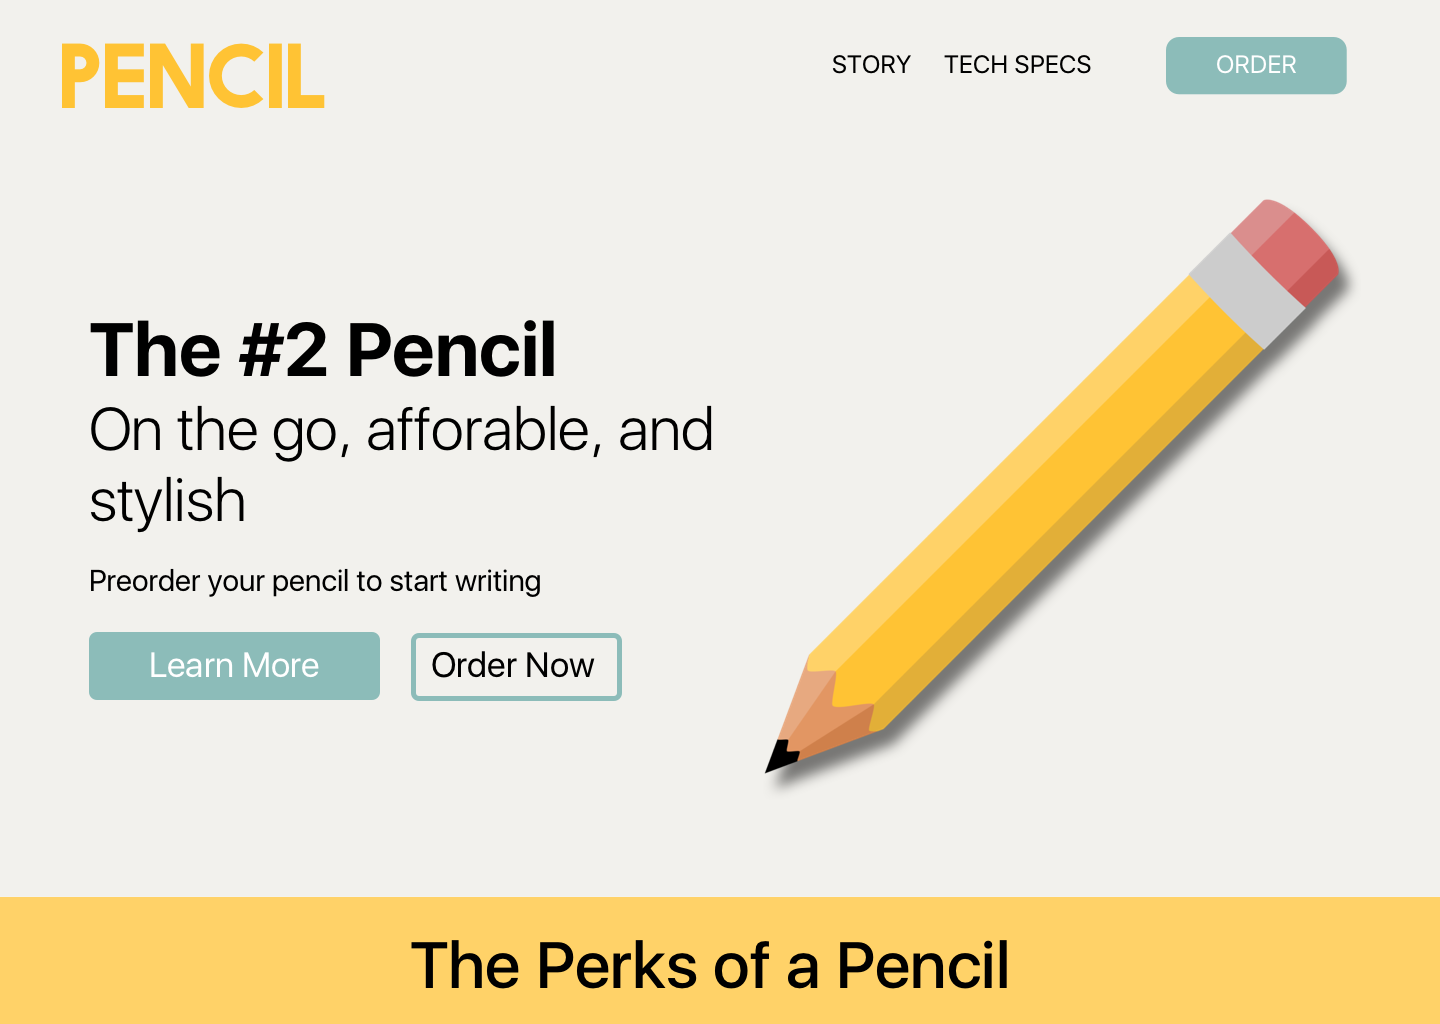 PENCIL
STORY
TECH SPECS
ORDER
The #2 Pencil
On the go, afforable, and
stylish
Preorder your pencil to start writing
Learn More
Order Now
The Perks of a Pencil